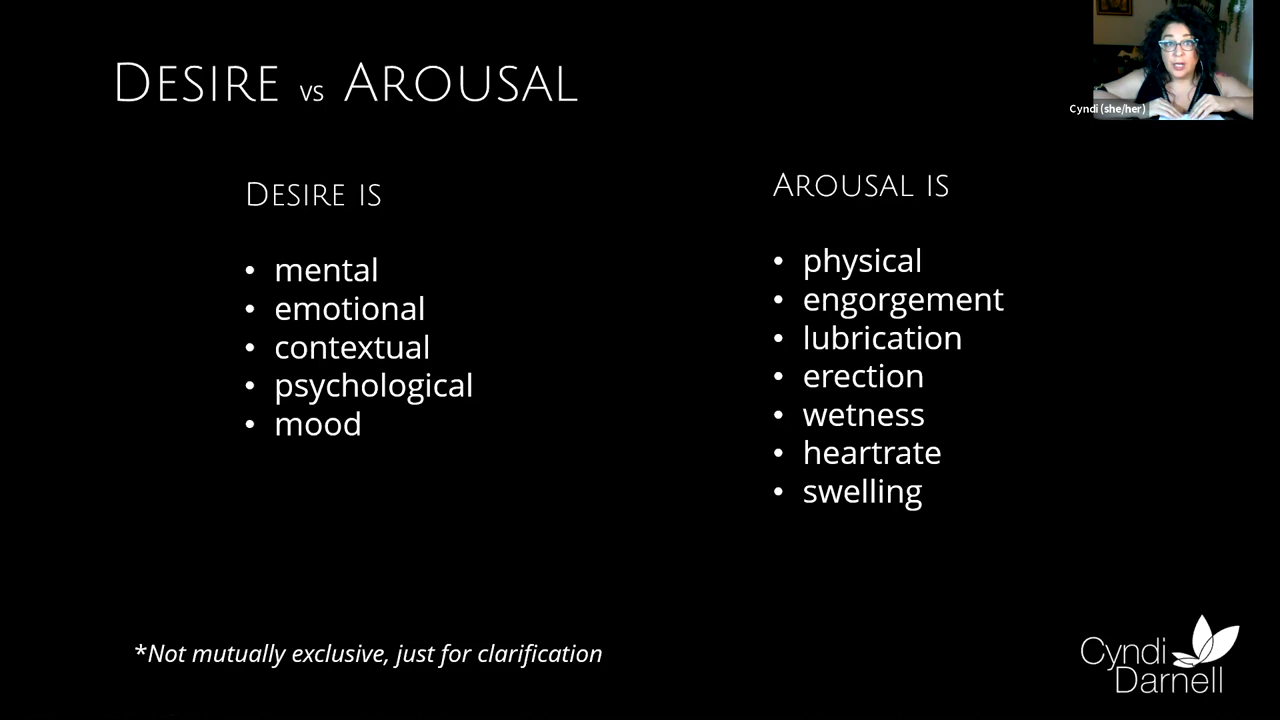 Desire vs Arousal
Cyndi (she/her)
Desire is
• mental
• emotional
• contextual
• psychological
• mood
Arousal is
• physical
• engorgement
• lubrication
• erection
• wetness
• heartrate
• swelling
*Not mutually exclusive, just for clarification
Cyndi
Darnell